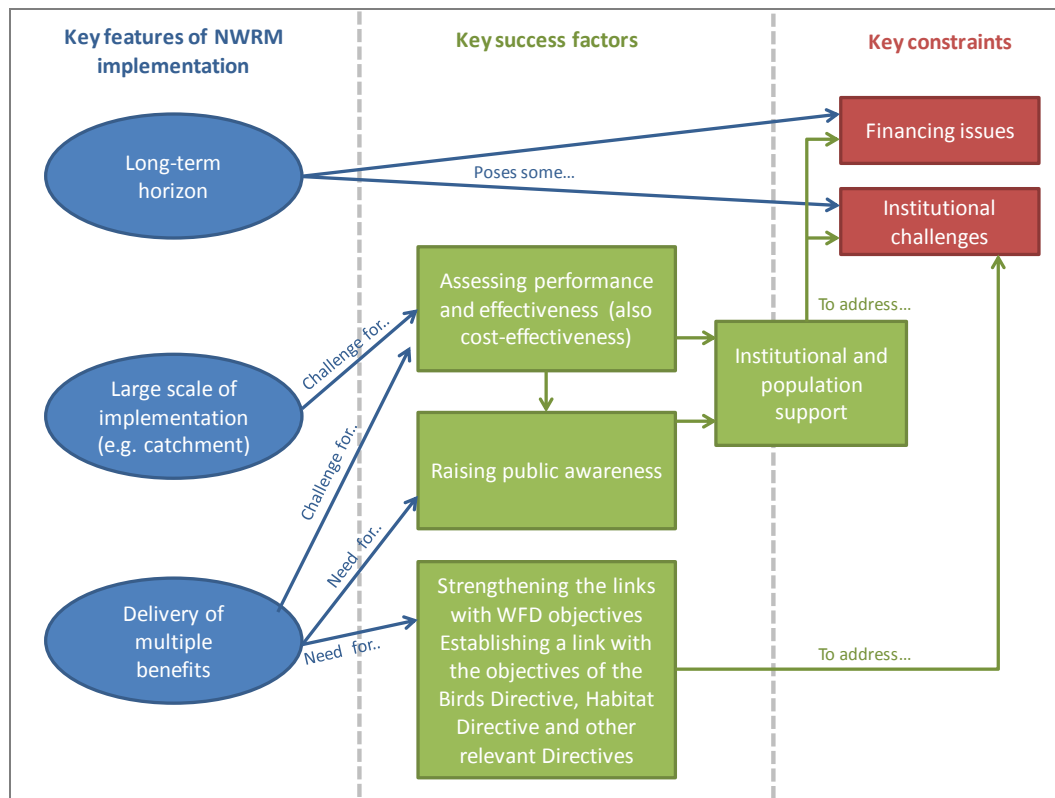 Key features of NWRM
implementation
Key success factors
Key constraints
Long-term
horizon
Poses some...
Financing issues
Institutional
challenges
Assessing performance
and effectiveness (also
cost-effectiveness)
To address...
Challenge for..
Institutional and
population
support
Large scale of
implementation
(e.g. catchment)
Challenge for..
Raising public awareness
Need for..
Delivery of
multiple
benefits
Need for..
Strengthening the links
with WFD objectives
Establishing a link with
the objectives of the
Birds Directive, Habitat
Directive and other
relevant Directives
To address...